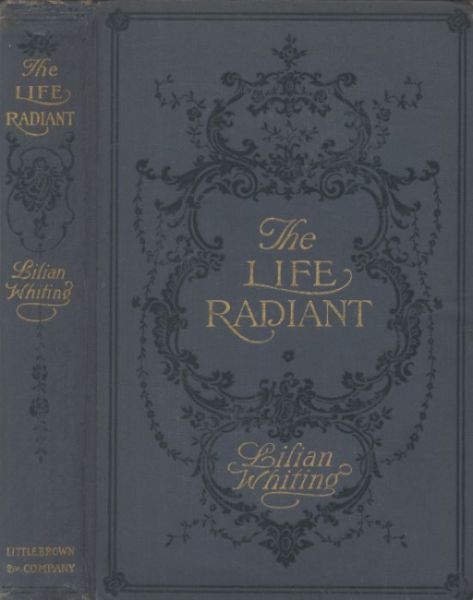 The
LIFE
RADIANT
Lilian
Whiting
LITTLE, BROWN
& COMPANY
The
LIFE
RADIANT
Lilian
Whiting